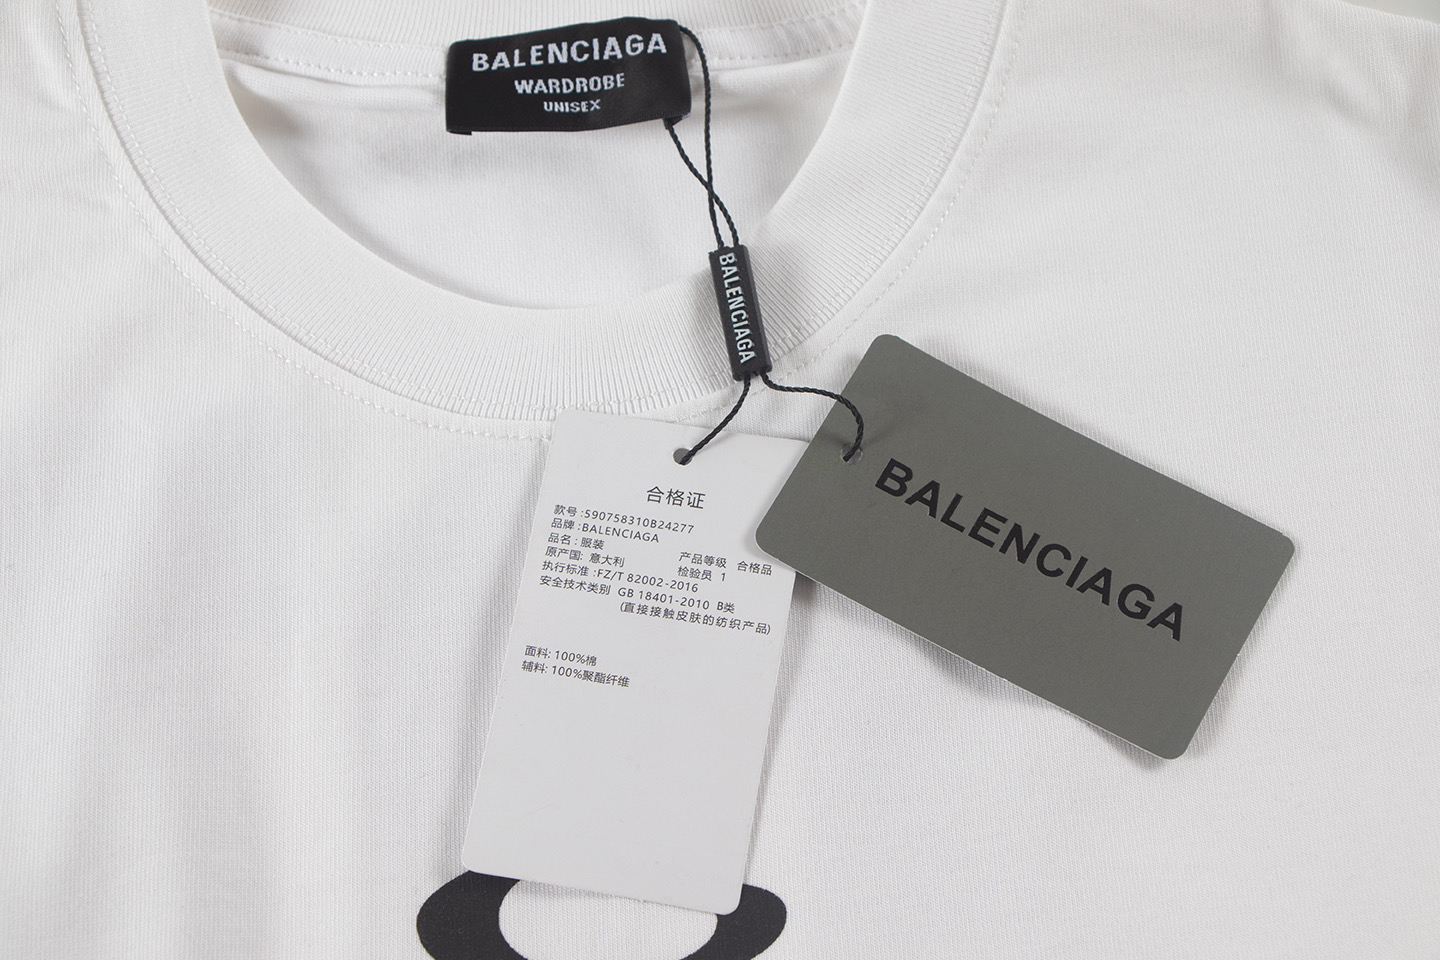 BALENCIAGA
WARDROBE
UNISEX
BALENCIAGA
合格证
款号:590758310B24277
品牌:BALENCIAGA
品名:服装 产品等级 合格品
原产国: 意大利 检验员 1
执行标准:FZ/T 82002-2016
安全技术类别 GB 18401-2010 B类
(直接接触皮肤的纺织产品)
面料: 100%棉
辅料: 100%聚酯纤维
BALENCIAGA